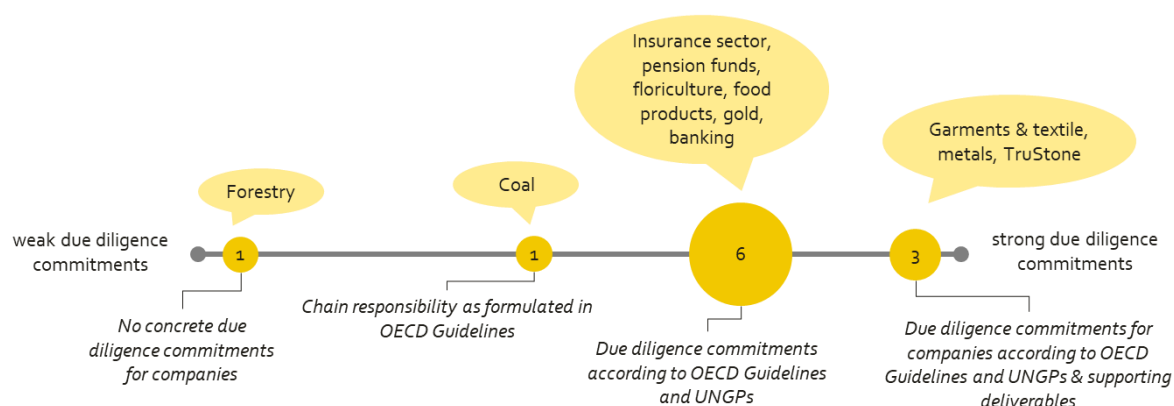 Insurance sector,
pension funds,
floriculture, food
products, gold,
banking
Garments & textile,
metals, TruStone
Forestry
Coal
weak due diligence
commitments
1
1
6
3
strong due diligence
commitments
No concrete due
diligence commitments
for companies
Chain responsibility as formulated in
OECD Guidelines
Due diligence commitments
according to OECD Guidelines
and UNGPs
Due diligence commitments for
companies according to OECD
Guidelines and UNGPs & supporting
deliverables